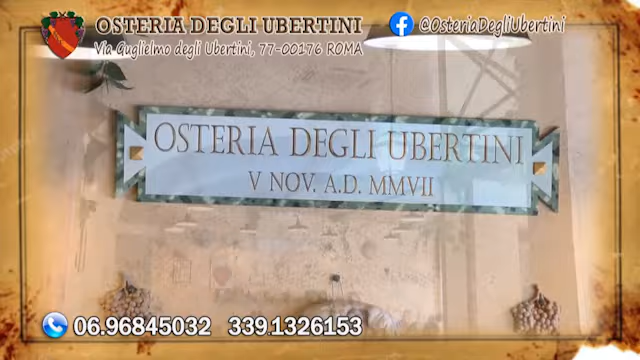 OSTERIA DEGLI UBERTINI
Via Guglielmo degli Ubertini, 77-00176 ROMA
@OsteriaDegliUbertini
OSTERIA DEGLI UBERTINI
V NOV. A.D. MMVII
06.96845032 339.1326153